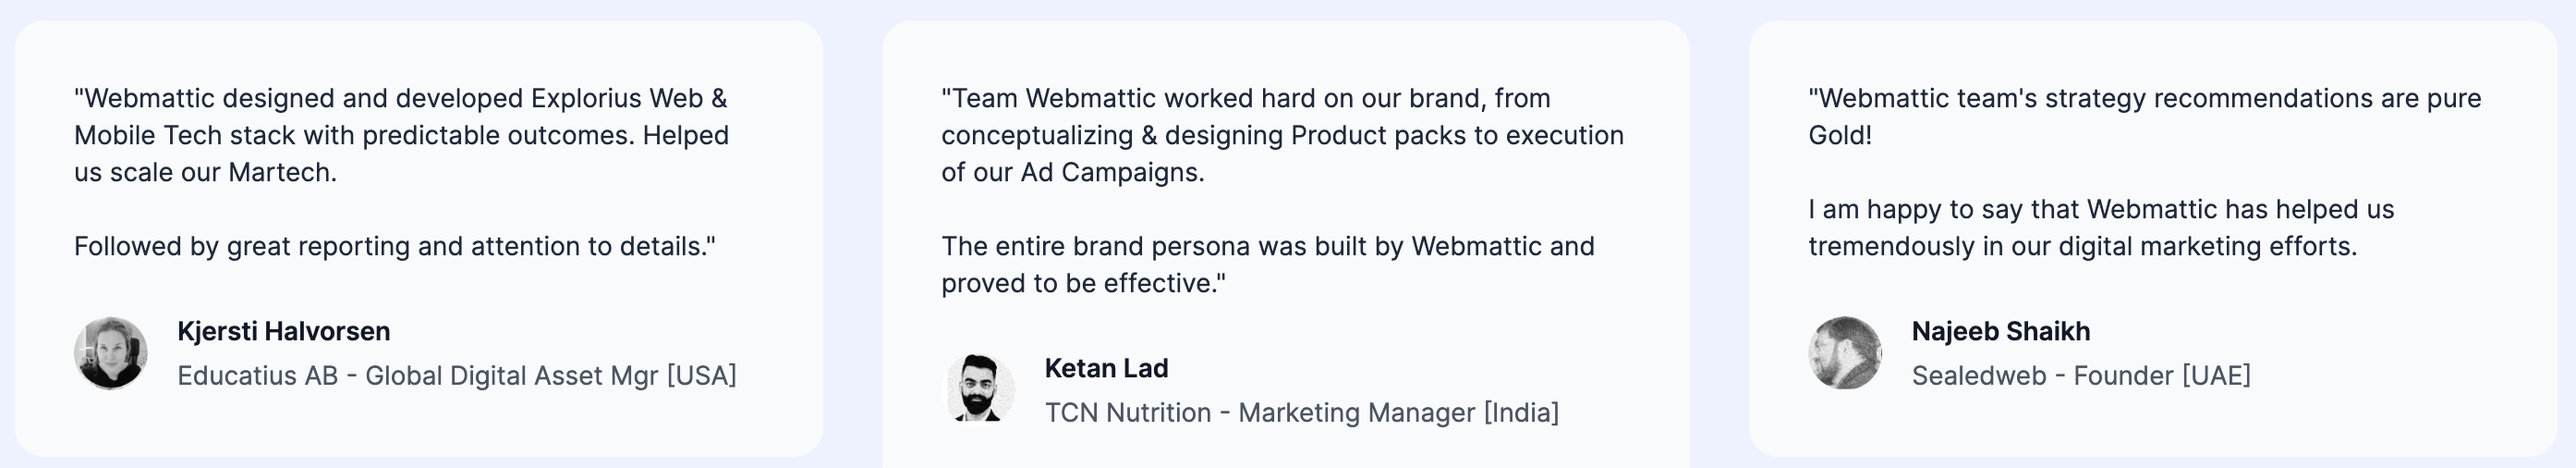 "Webmattic designed and developed Explorius Web &
Mobile Tech stack with predictable outcomes. Helped
us scale our Martech.
Followed by great reporting and attention to details."
Kjersti Halvorsen
Educatius AB - Global Digital Asset Mgr [USA]
"Team Webmattic worked hard on our brand, from
conceptualizing & designing Product packs to execution
of our Ad Campaigns.
The entire brand persona was built by Webmattic and
proved to be effective."
Ketan Lad
TCN Nutrition - Marketing Manager [India]
"Webmattic team's strategy recommendations are pure
Gold!
I am happy to say that Webmattic has helped us
tremendously in our digital marketing efforts.
Najeeb Shaikh
Sealedweb - Founder [UAE]